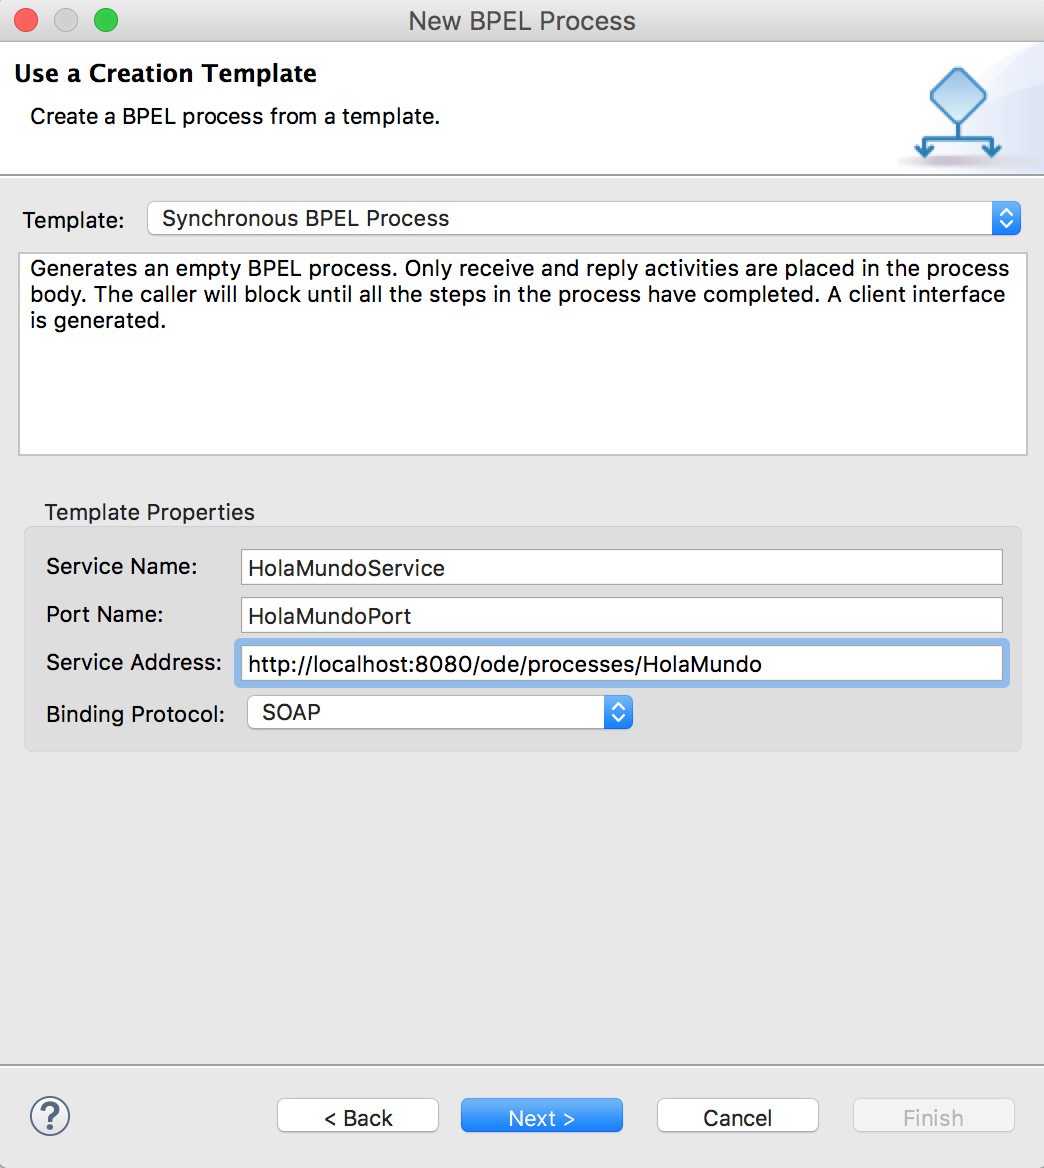 New BPEL Process
Use a Creation Template
Create a BPEL process from a template.
Template: Synchronous BPEL Process
Generates an empty BPEL process. Only receive and reply activities are placed in the process
body. The caller will block until all the steps in the process have completed. A client interface
is generated.
Template Properties
Service Name: HolaMundoService
Port Name: HolaMundoPort
Service Address: http://localhost:8080/ode/processes/HolaMundo
Binding Protocol: SOAP
? < Back Next > Cancel Finish